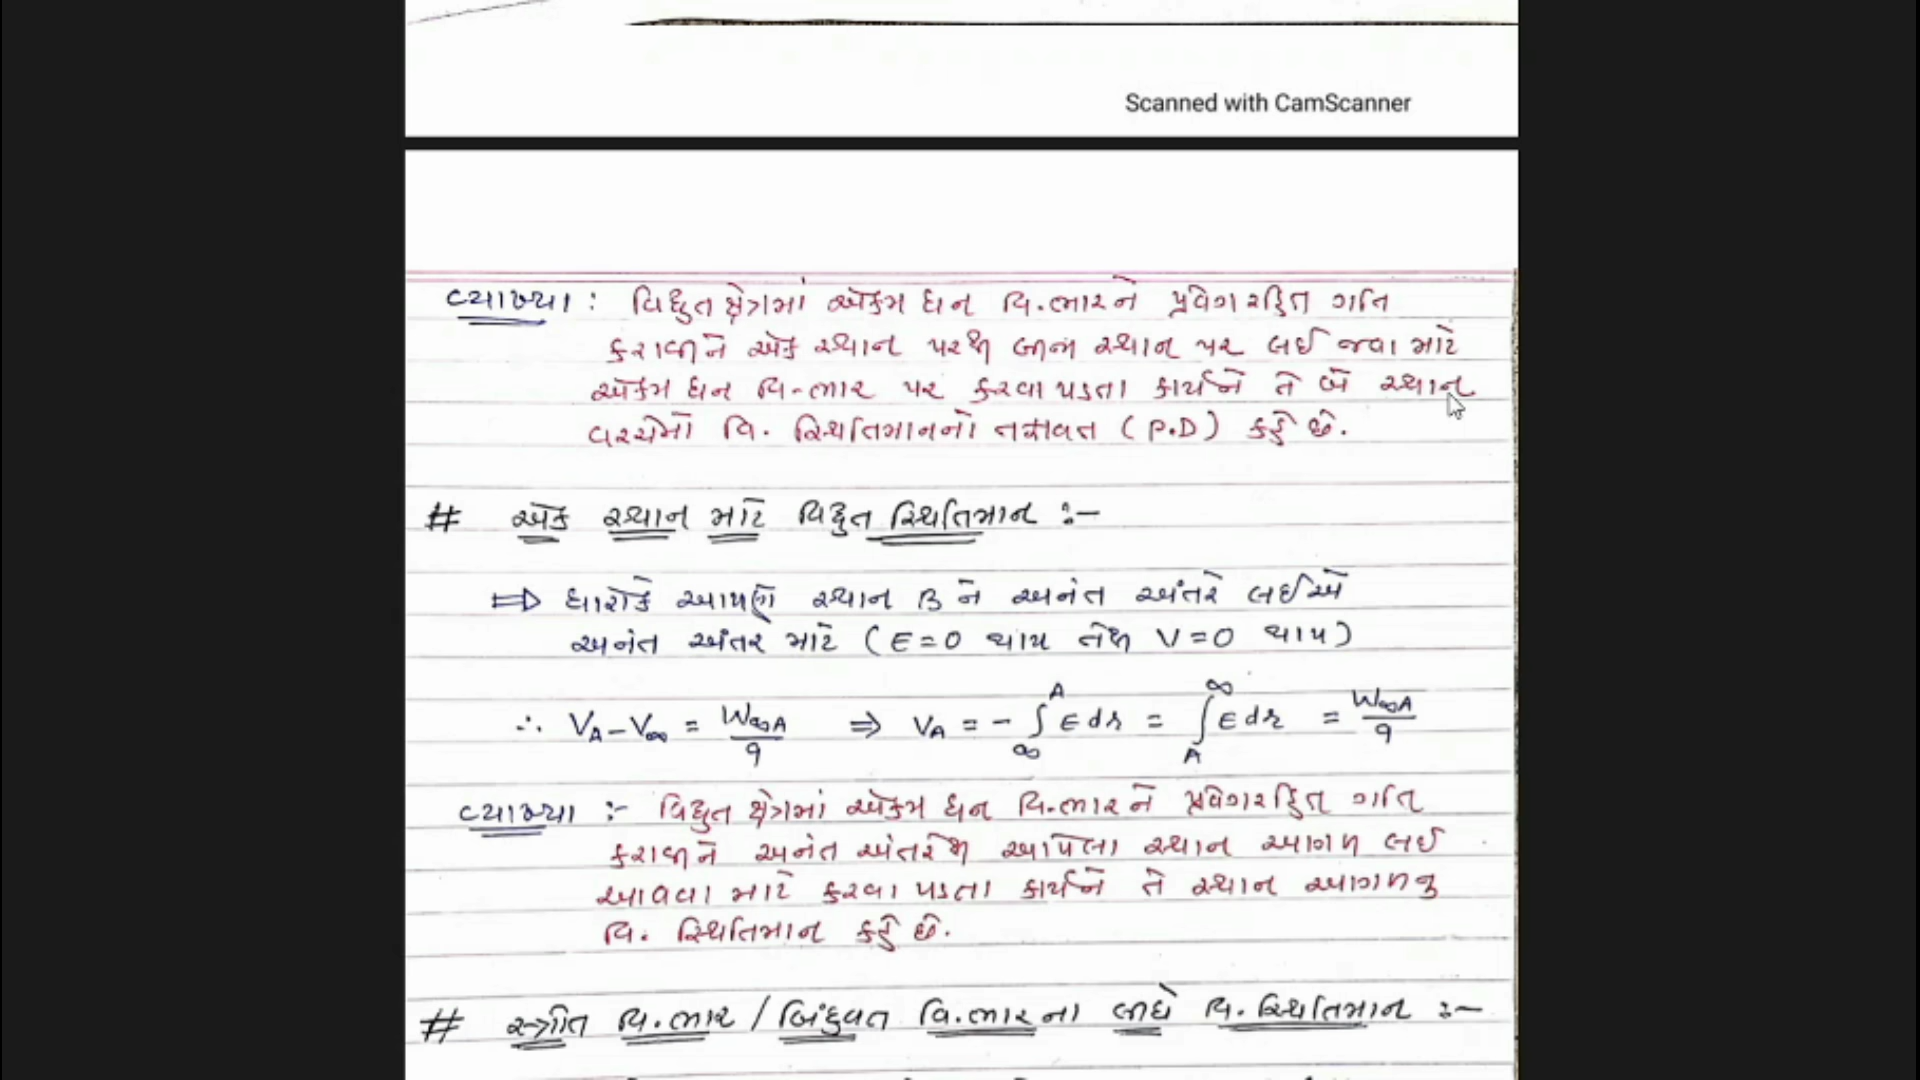 Scanned with CamScanner
વ્યાખ્યા : વિદ્યુત ક્ષેત્રમાં એકમ ધન વિ.ભારને પ્રવેગરહિત ગતિ
કરાવીને એક સ્થાન પરથી બીજા સ્થાન પર લઈ જવા માટે
એકમ ધન વિ.ભાર પર કરવા પડતા કાર્યને તે બે સ્થાન
વચ્ચેનો વિ. સ્થિતિમાનનો તફાવત (P.D) કહે છે.
# એક સ્થાન માટે વિદ્યુત સ્થિતિમાન :-
⇒ ધારોકે આપણે સ્થાન B ને અનંત અંતરે લઈએ
અનંત અંતરે માટે (E=0 થાય તેથી V=0 થાય)
∴ V_A - V_∞ = W_∞A / q ⇒ V_A = - ∫_∞^A E dr = ∫_A^∞ E dr = W_∞A / q
વ્યાખ્યા :- વિદ્યુત ક્ષેત્રમાં એકમ ધન વિ.ભારને પ્રવેગરહિત ગતિ
કરાવીને અનંત અંતરેથી આપેલા સ્થાન આગળ લઈ
આવવા માટે કરવા પડતા કાર્યને તે સ્થાન આગળનુ
વિ. સ્થિતિમાન કહે છે.
# સ્ત્રોત વિ.ભાર / બિંદુવત વિ.ભારના લીધે વિ.સ્થિતિમાન :-